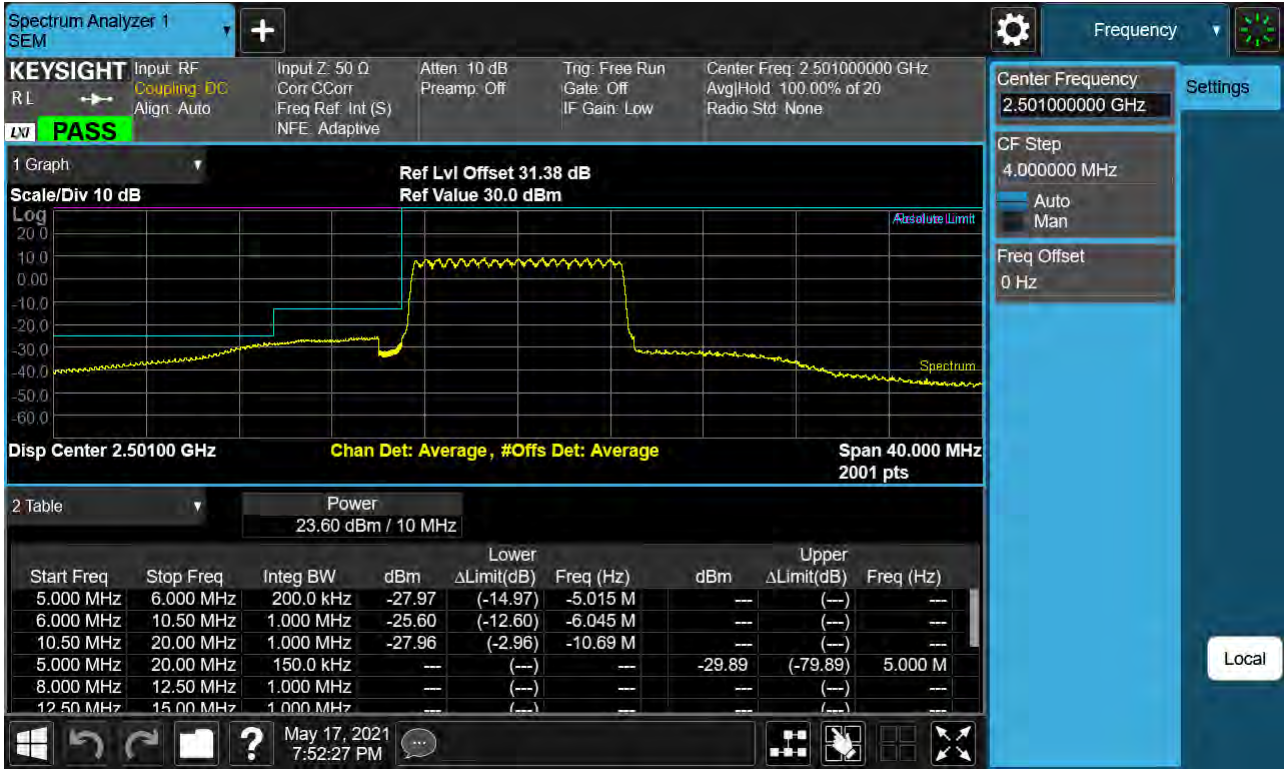 Spectrum Analyzer 1
SEM
+
Frequency
KEYSIGHT
Input: RF
Input Z: 50 Ω
Atten: 10 dB
Trig: Free Run
Center Freq: 2.501000000 GHz
RL
Coupling: DC
Corr CCorr
Preamp: Off
Gate: Off
Avg|Hold: 100.00% of 20
Align: Auto
Freq Ref: Int (S)
IF Gain: Low
Radio Std: None
NFE: Adaptive
LXI
PASS
Center Frequency
2.501000000 GHz
Settings
CF Step
4.000000 MHz
Auto
Man
Freq Offset
0 Hz
Local
1 Graph
Ref Lvl Offset 31.38 dB
Scale/Div 10 dB
Ref Value 30.0 dBm
Log
Absolute Limit
20.0
10.0
0.00
-10.0
-20.0
-30.0
-40.0
-50.0
-60.0
Spectrum
Disp Center 2.50100 GHz
Chan Det: Average, #Offs Det: Average
Span 40.000 MHz
2001 pts
2 Table
Power
23.60 dBm / 10 MHz
Lower Upper
Start Freq Stop Freq Integ BW dBm ΔLimit(dB) Freq (Hz) dBm ΔLimit(dB) Freq (Hz)
5.000 MHz 6.000 MHz 200.0 kHz -27.97 (-14.97) -5.015 M --- (---) ---
6.000 MHz 10.50 MHz 1.000 MHz -25.60 (-12.60) -6.045 M --- (---) ---
10.50 MHz 20.00 MHz 1.000 MHz -27.96 (-2.96) -10.69 M --- (---) ---
5.000 MHz 20.00 MHz 150.0 kHz --- (---) --- -29.89 (-79.89) 5.000 M
8.000 MHz 12.50 MHz 1.000 MHz --- (---) --- --- (---) ---
12.50 MHz 15.00 MHz 1.000 MHz --- (---) --- --- (---) ---
?
May 17, 2021
7:52:27 PM